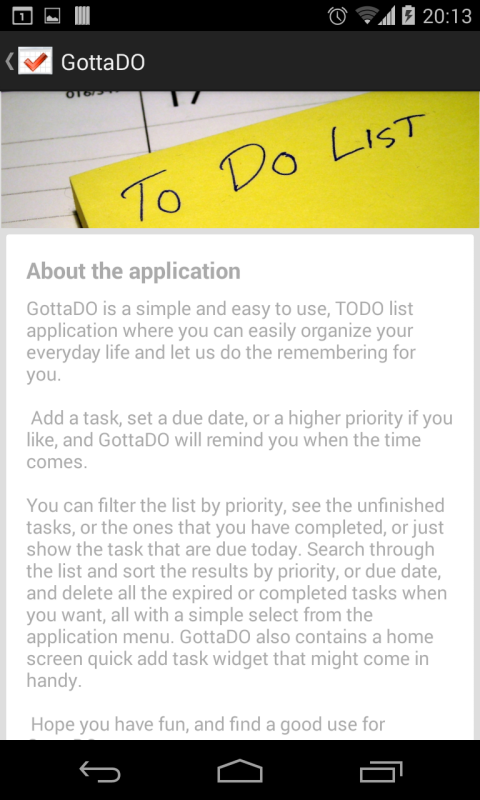 1
20:13
GottaDO
TO DO LIST
About the application
GottaDO is a simple and easy to use, TODO list
application where you can easily organize your
everyday life and let us do the remembering for
you.
Add a task, set a due date, or a higher priority if you
like, and GottaDO will remind you when the time
comes.
You can filter the list by priority, see the unfinished
tasks, or the ones that you have completed, or just
show the task that are due today. Search through
the list and sort the results by priority, or due date,
and delete all the expired or completed tasks when
you want, all with a simple select from the
application menu. GottaDO also contains a home
screen quick add task widget that might come in
handy.
Hope you have fun, and find a good use for